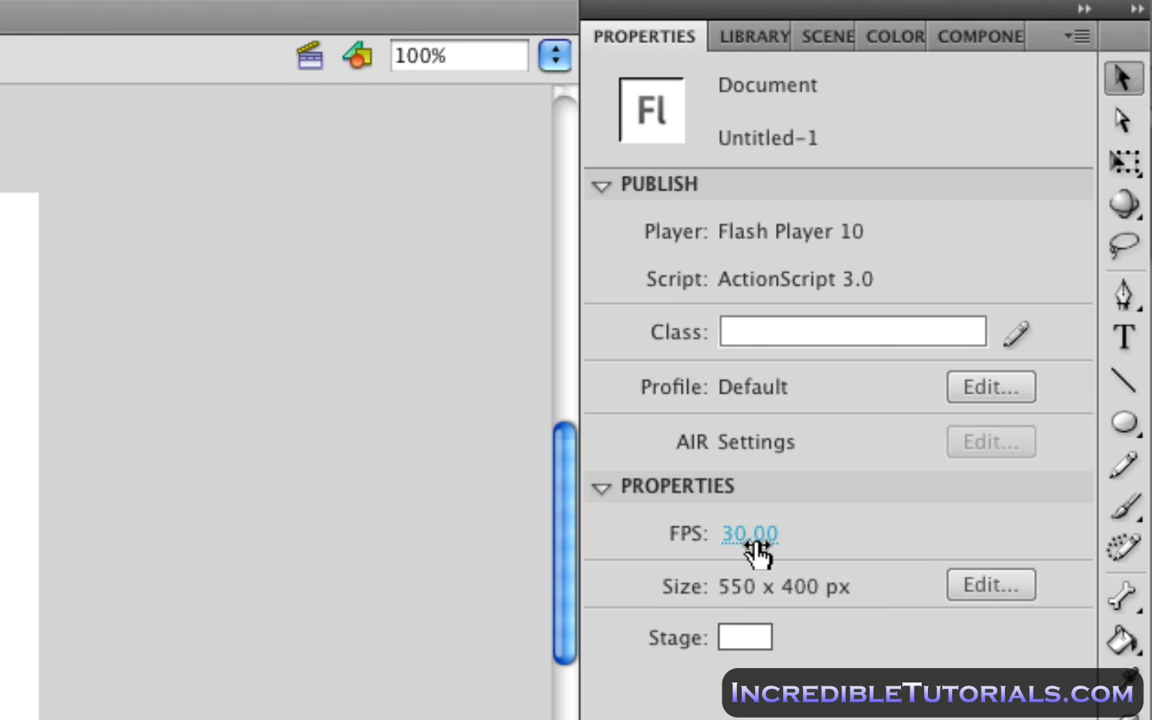 100%
PROPERTIES LIBRARY SCENE COLOR COMPONE
Fl
Document
Untitled-1
PUBLISH
Player: Flash Player 10
Script: ActionScript 3.0
Class:
Profile: Default Edit...
AIR Settings Edit...
PROPERTIES
FPS: 30.00
Size: 550 x 400 px Edit...
Stage:
T
INCREDIBLETUTORIALS.COM